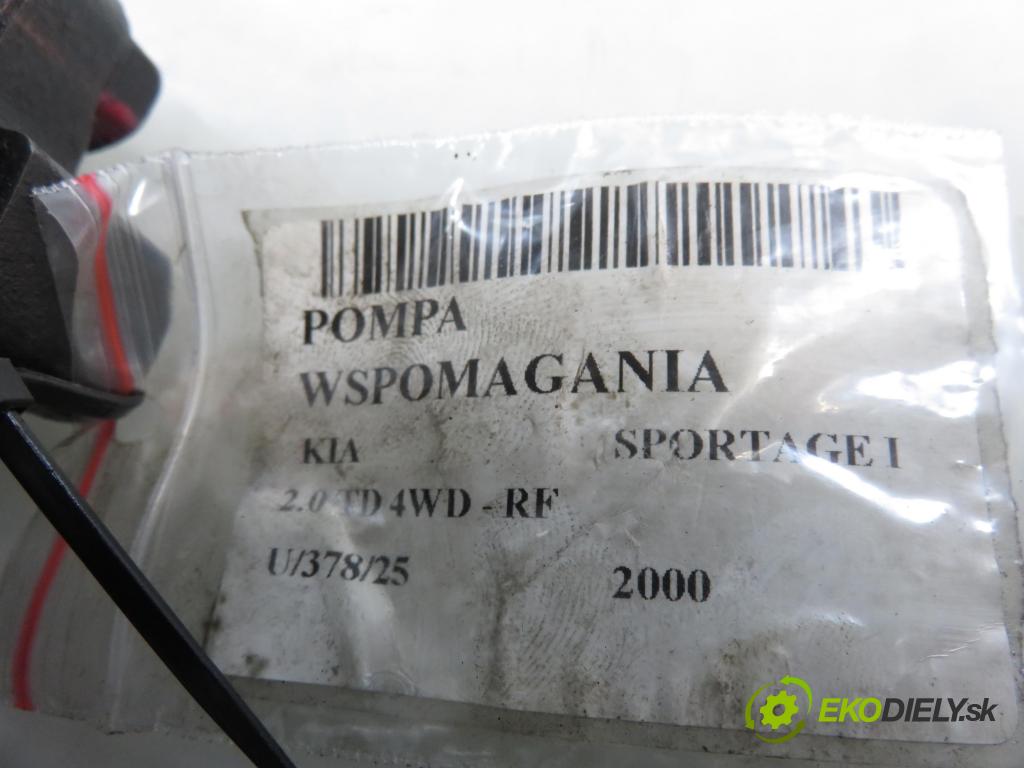 POMPA
WSPOMAGANIA
KIA SPORTAGE I
2.0 TD 4WD - RF
U/378/25 2000
EKODIELY.sk